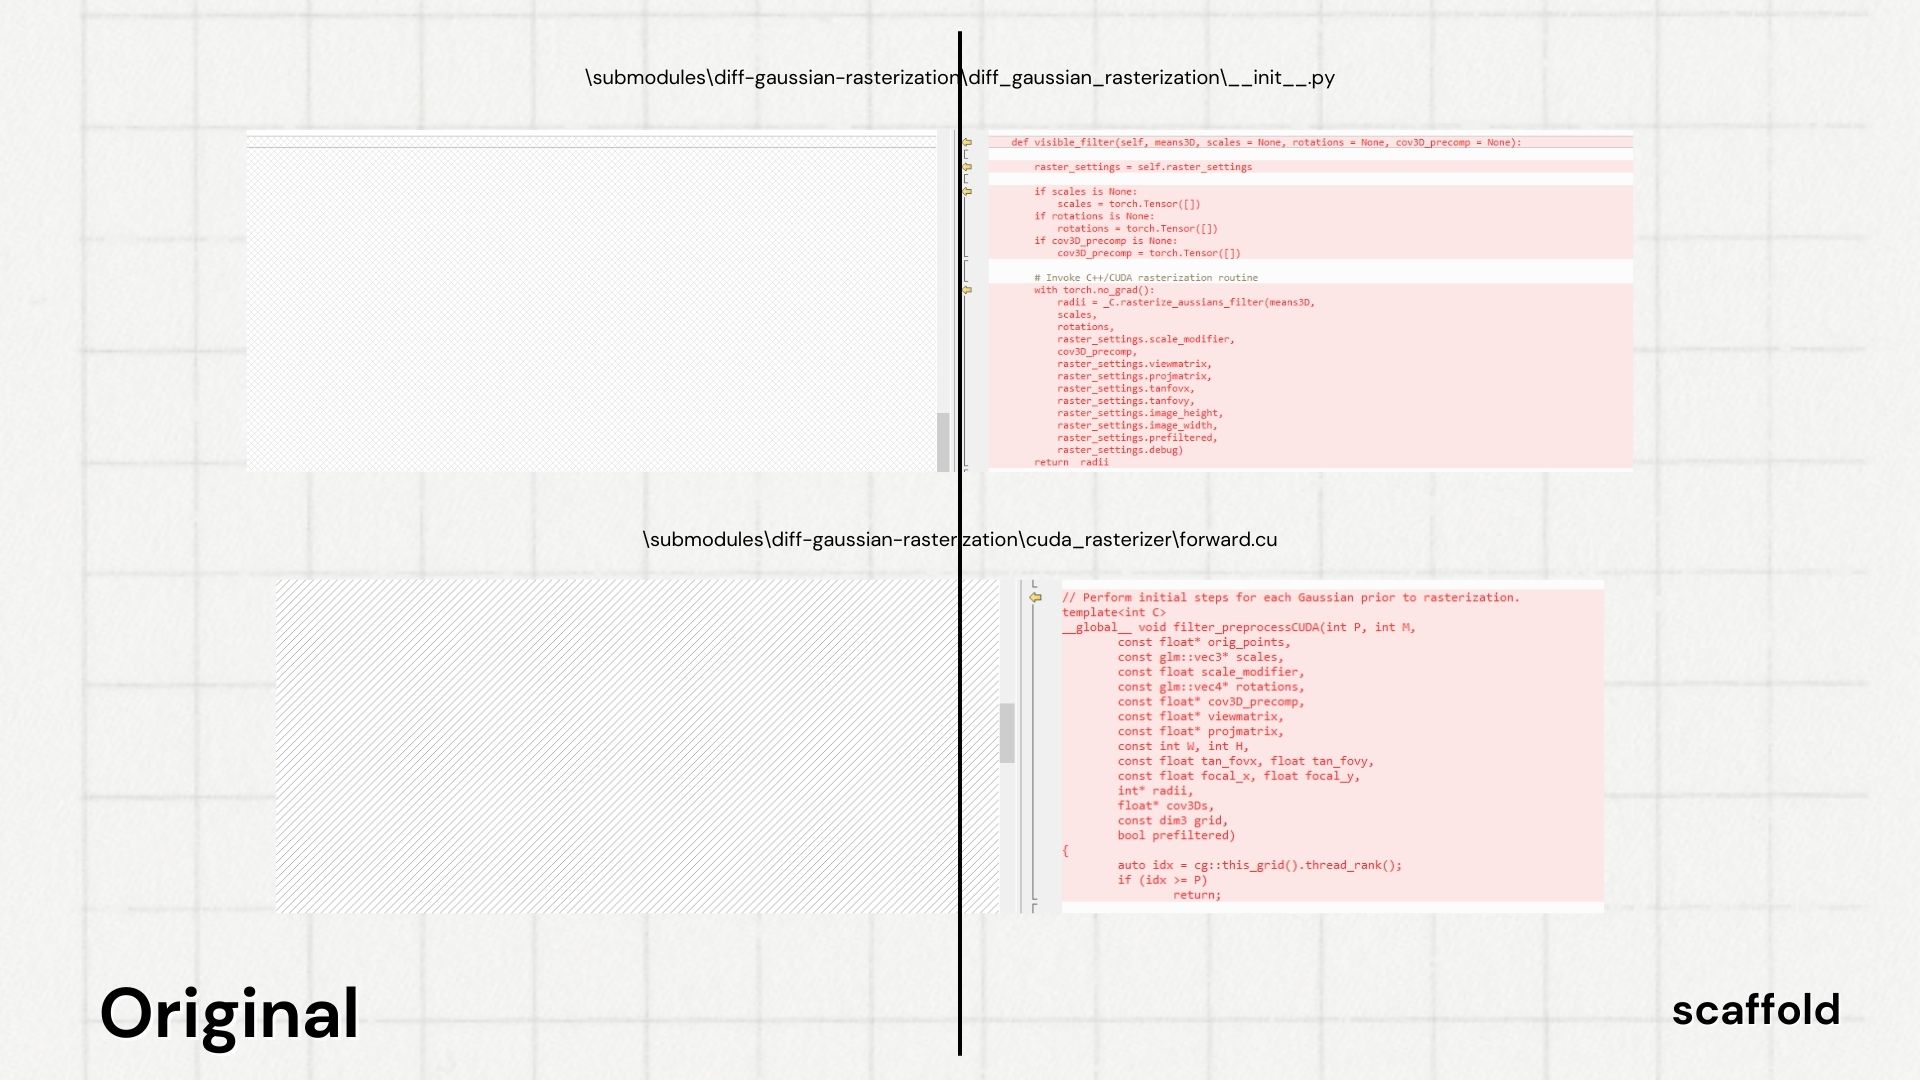 \submodules\diff-gaussian-rasterization\diff_gaussian_rasterization\__init__.py
def visible_filter(self, means3D, scales = None, rotations = None, cov3D_precomp = None):
raster_settings = self.raster_settings
if scales is None:
scales = torch.Tensor([])
if rotations is None:
rotations = torch.Tensor([])
if cov3D_precomp is None:
cov3D_precomp = torch.Tensor([])
# Invoke C++/CUDA rasterization routine
with torch.no_grad():
radii = _C.rasterize_aussians_filter(means3D,
scales,
rotations,
raster_settings.scale_modifier,
cov3D_precomp,
raster_settings.viewmatrix,
raster_settings.projmatrix,
raster_settings.tanfovx,
raster_settings.tanfovy,
raster_settings.image_height,
raster_settings.image_width,
raster_settings.prefiltered,
raster_settings.debug)
return  radii
\submodules\diff-gaussian-rasterization\cuda_rasterizer\forward.cu
// Perform initial steps for each Gaussian prior to rasterization.
template<int C>
__global__ void filter_preprocessCUDA(int P, int M,
const float* orig_points,
const glm::vec3* scales,
const float scale_modifier,
const glm::vec4* rotations,
const float* cov3D_precomp,
const float* viewmatrix,
const float* projmatrix,
const int W, int H,
const float tan_fovx, float tan_fovy,
const float focal_x, float focal_y,
int* radii,
float* cov3Ds,
const dim3 grid,
bool prefiltered)
{
auto idx = cg::this_grid().thread_rank();
if (idx >= P)
return;
Original
scaffold